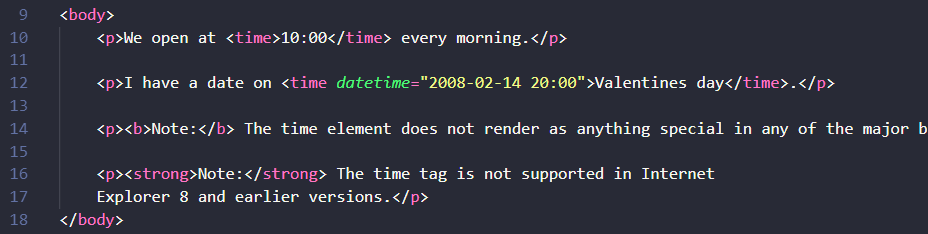 9 <body>
10 <p>We open at <time>10:00</time> every morning.</p>
11
12 <p>I have a date on <time datetime="2008-02-14 20:00">Valentines day</time>.</p>
13
14 <p><b>Note:</b> The time element does not render as anything special in any of the major b
15
16 <p><strong>Note:</strong> The time tag is not supported in Internet
17 Explorer 8 and earlier versions.</p>
18 </body>